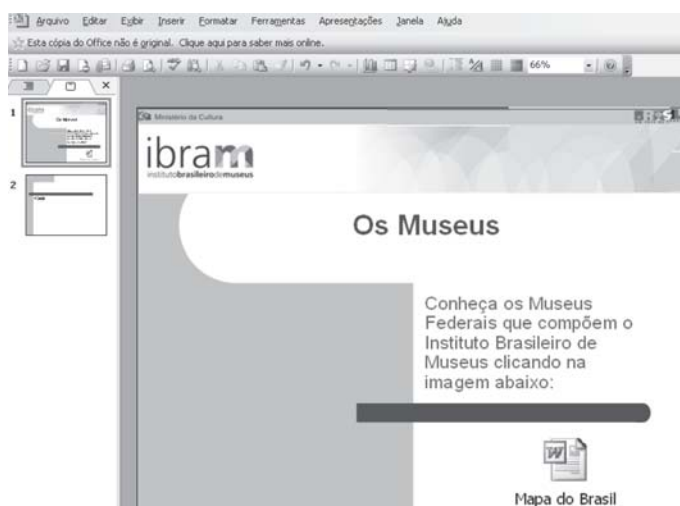 Arquivo Editar Exibir Inserir Formatar Ferramentas Apresentações Janela Ajuda
Esta cópia do Office não é original. Clique aqui para saber mais online.
66%
1
2
Ministério da Cultura
ibram
institutobrasileirodemuseus
Os Museus
Conheça os Museus
Federais que compõem o
Instituto Brasileiro de
Museus clicando na
imagem abaixo:
Mapa do Brasil